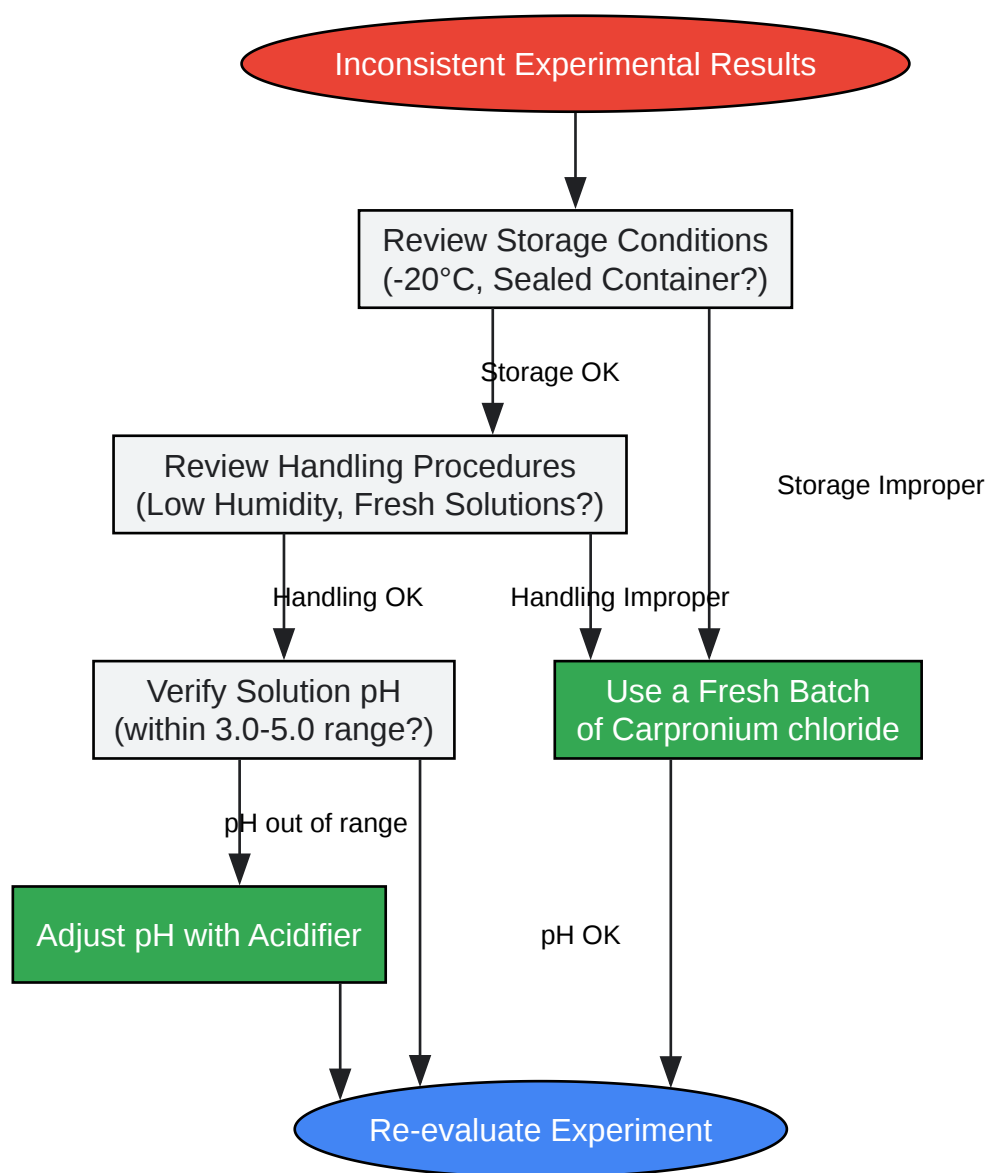 Inconsistent Experimental Results
Review Storage Conditions
(-20°C, Sealed Container?)
Storage OK
Review Handling Procedures
(Low Humidity, Fresh Solutions?)
Storage Improper
Handling OK
Handling Improper
Verify Solution pH
(within 3.0-5.0 range?)
Use a Fresh Batch
of Carpronium chloride
pH out of range
Adjust pH with Acidifier
pH OK
Re-evaluate Experiment